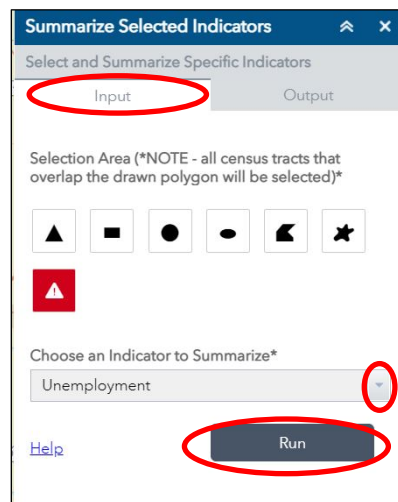 Summarize Selected Indicators
Select and Summarize Specific Indicators
Input Output
Selection Area (*NOTE - all census tracts that
overlap the drawn polygon will be selected)*
Choose an Indicator to Summarize*
Unemployment
Help Run